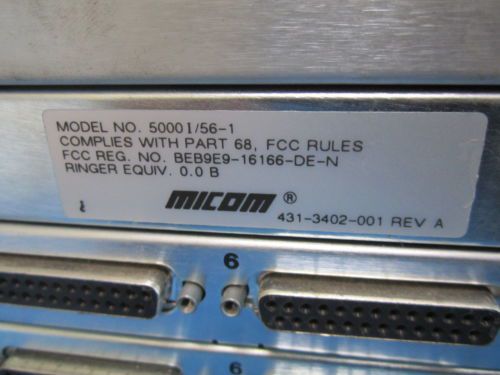 MODEL NO. 5000I/56-1
COMPLIES WITH PART 68, FCC RULES
FCC REG. NO. BEB9E9-16166-DE-N
RINGER EQUIV. 0.0 B
MICOM ®
431-3402-001 REV A
6
6